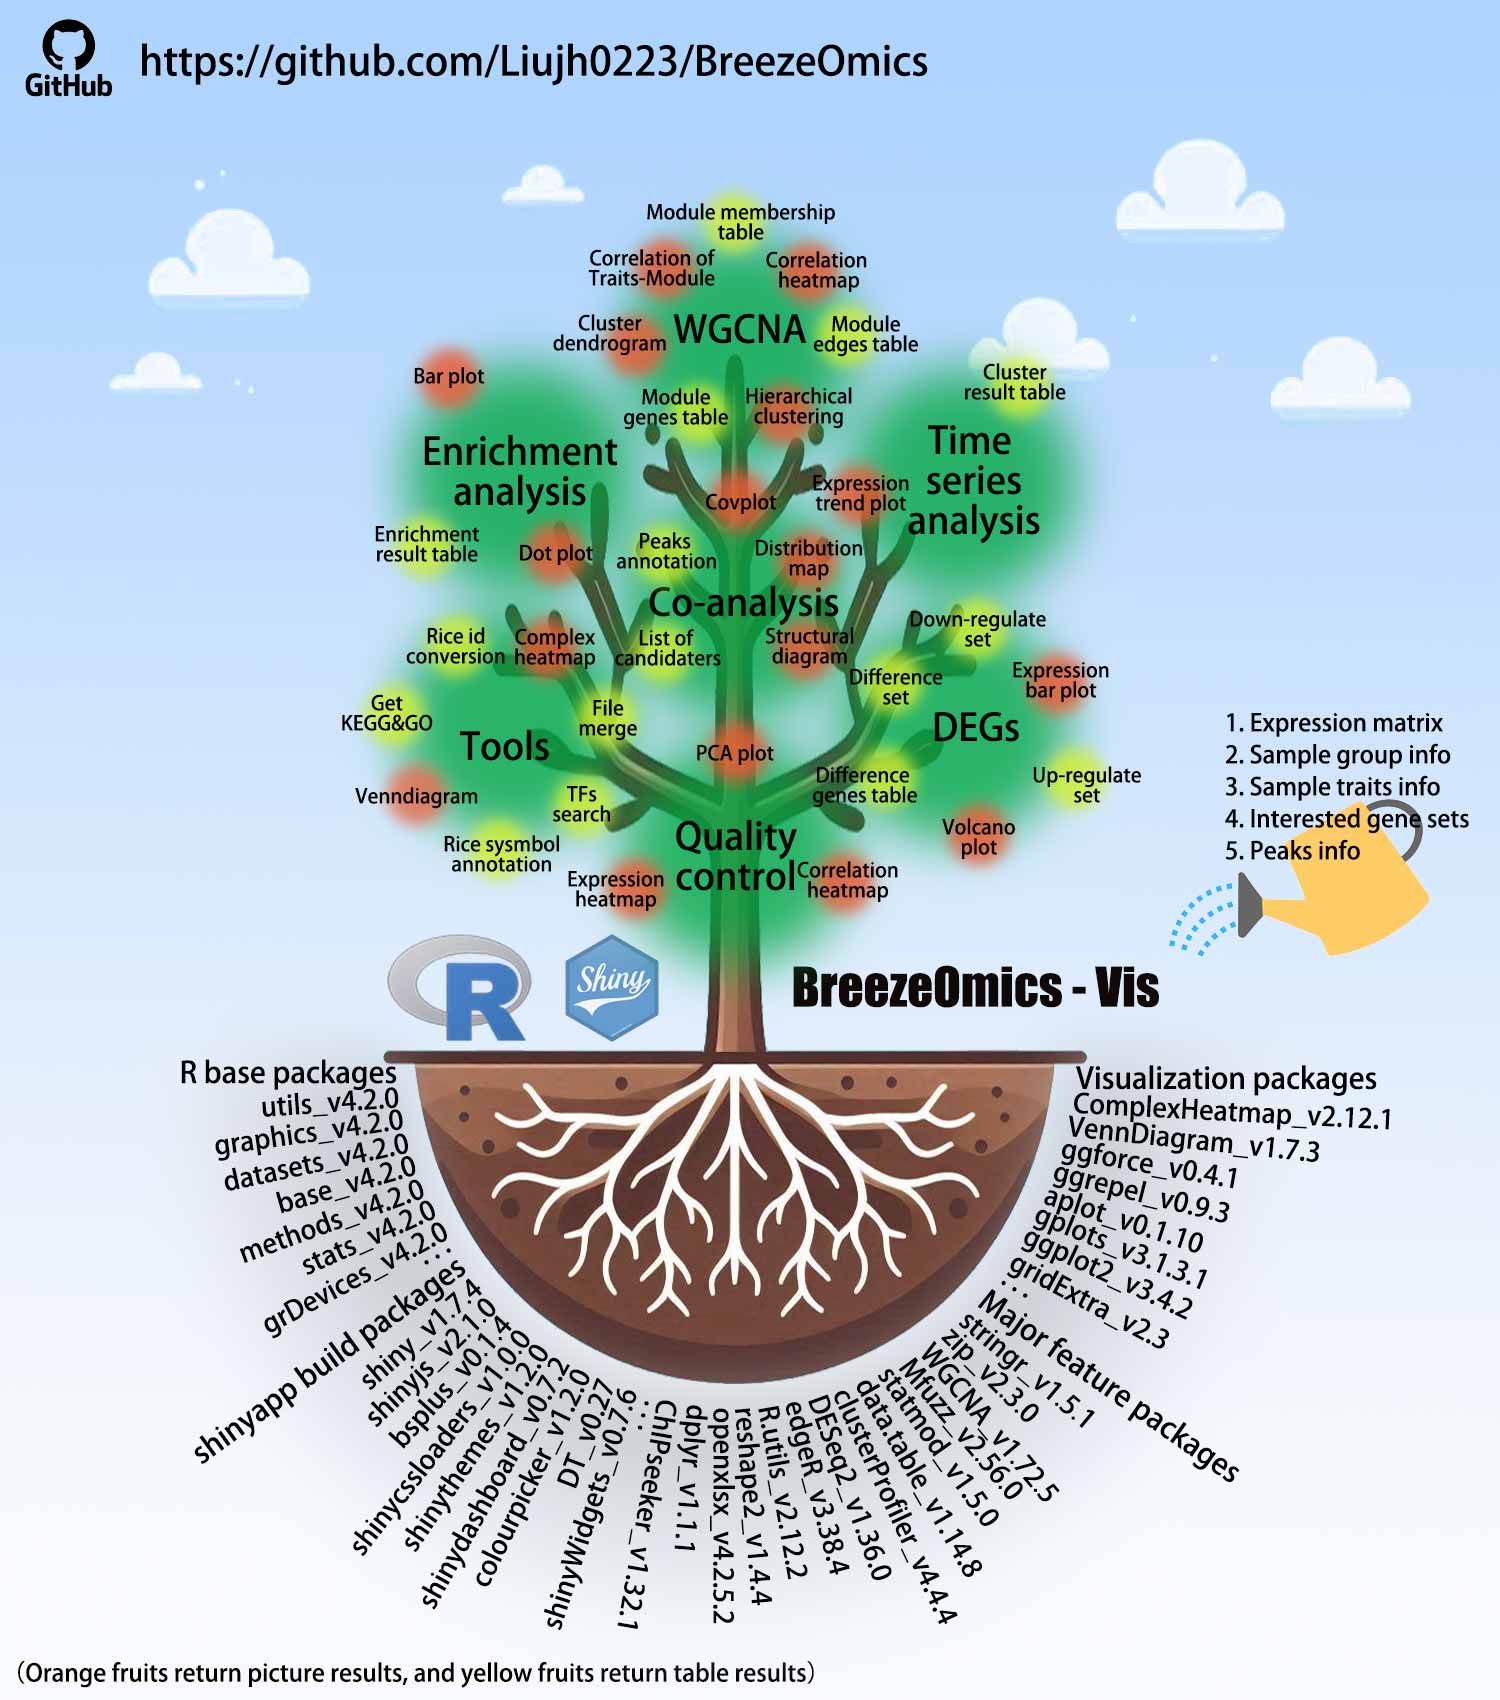 GitHub
https://github.com/Liujh0223/BreezeOmics
Module membership
table
Correlation of
Traits-Module
Correlation
heatmap
Cluster
dendrogram
WGCNA
Module
edges table
Module
genes table
Hierarchical
clustering
Bar plot
Enrichment
analysis
Enrichment
result table
Dot plot
Cluster
result table
Time
series
analysis
Expression
trend plot
Covplot
Peaks
annotation
Distribution
map
Co-analysis
List of
candidaters
Structural
diagram
Rice id
conversion
Complex
heatmap
Get
KEGG&GO
File
merge
Tools
Venndiagram
TFs
search
Rice sysmbol
annotation
Down-regulate
set
Difference
set
Expression
bar plot
DEGs
Difference
genes table
Up-regulate
set
Volcano
plot
PCA plot
Quality
control
Expression
heatmap
Correlation
heatmap
1. Expression matrix
2. Sample group info
3. Sample traits info
4. Interested gene sets
5. Peaks info
R
Shiny
BreezeOmics - Vis
R base packages
utils_v4.2.0
graphics_v4.2.0
datasets_v4.2.0
base_v4.2.0
methods_v4.2.0
stats_v4.2.0
grDevices_v4.2.0
...
shinyapp build packages
shiny_v1.7.4
shinyjs_v2.1.0
bsplus_v0.1.4
shinycssloaders_v1.0.0
shinythemes_v1.2.0
shinydashboard_v0.7.2
colourpicker_v1.2.0
DT_v0.27
shinyWidgets_v0.7.6
...
ChIPseeker_v1.32.1
dplyr_v1.1.1
openxlsx_v4.2.5.2
reshape2_v1.4.4
R.utils_v2.12.2
edgeR_v3.38.4
DESeq2_v1.36.0
clusterProfiler_v4.4.4
data.table_v1.14.8
statmod_v1.5.0
Mfuzz_v2.56.0
WGCNA_v1.72.5
zip_v2.3.0
stringr_v1.5.1
Major feature packages
...
gridExtra_v2.3
ggplot2_v3.4.2
gplots_v3.1.3.1
aplot_v0.1.10
ggrepel_v0.9.3
ggforce_v0.4.1
VennDiagram_v1.7.3
ComplexHeatmap_v2.12.1
Visualization packages
(Orange fruits return picture results, and yellow fruits return table results)